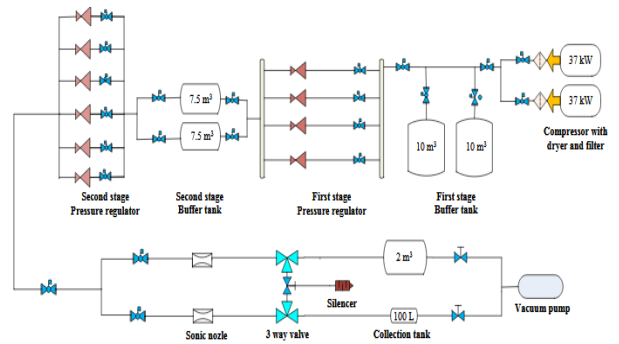 37 kW
7.5 m³
37 kW
7.5 m³
10 m³
10 m³
Compressor with
dryer and filter
Second stage
Pressure regulator
Second stage
Buffer tank
First stage
Pressure regulator
First stage
Buffer tank
2 m³
Silencer
Vacuum pump
100 L
Sonic nozle
3 way valve
Collection tank